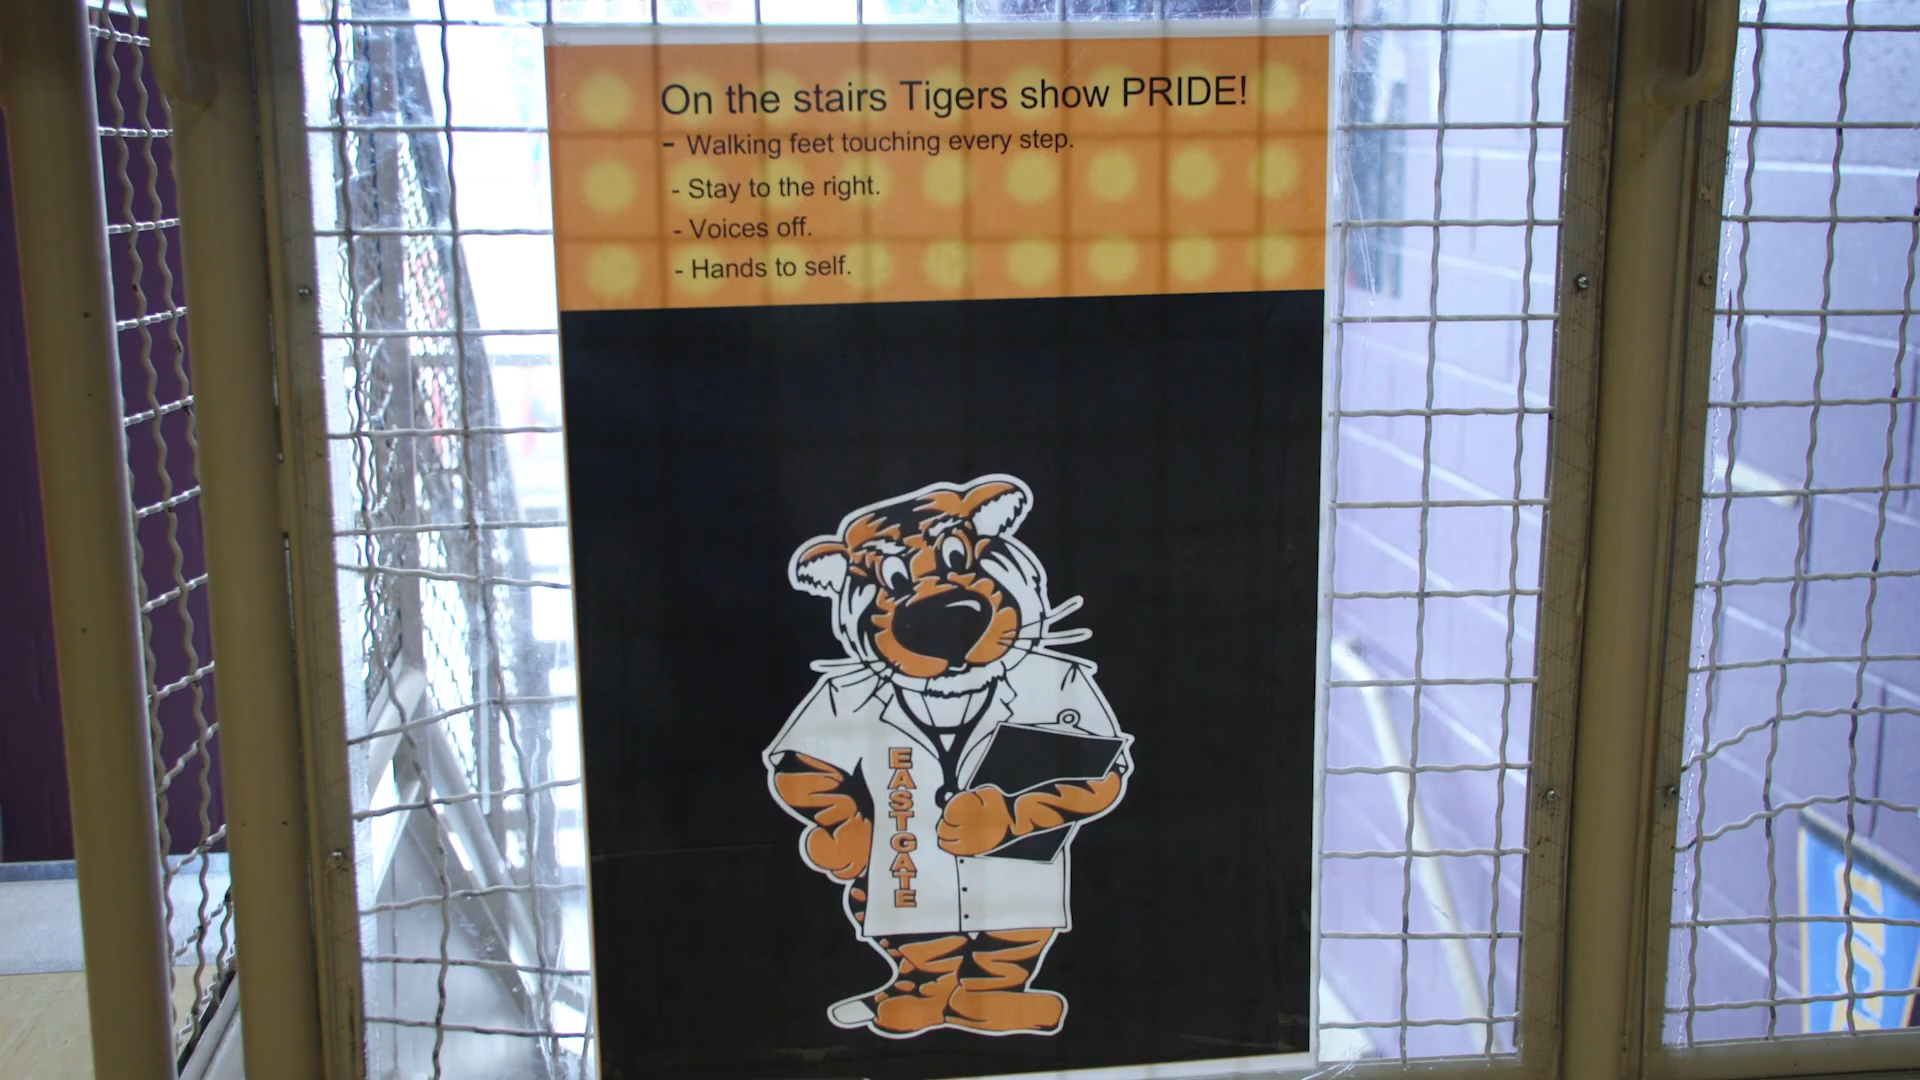 On the stairs Tigers show PRIDE!
- Walking feet touching every step.
- Stay to the right.
- Voices off.
- Hands to self.
EASTGATE